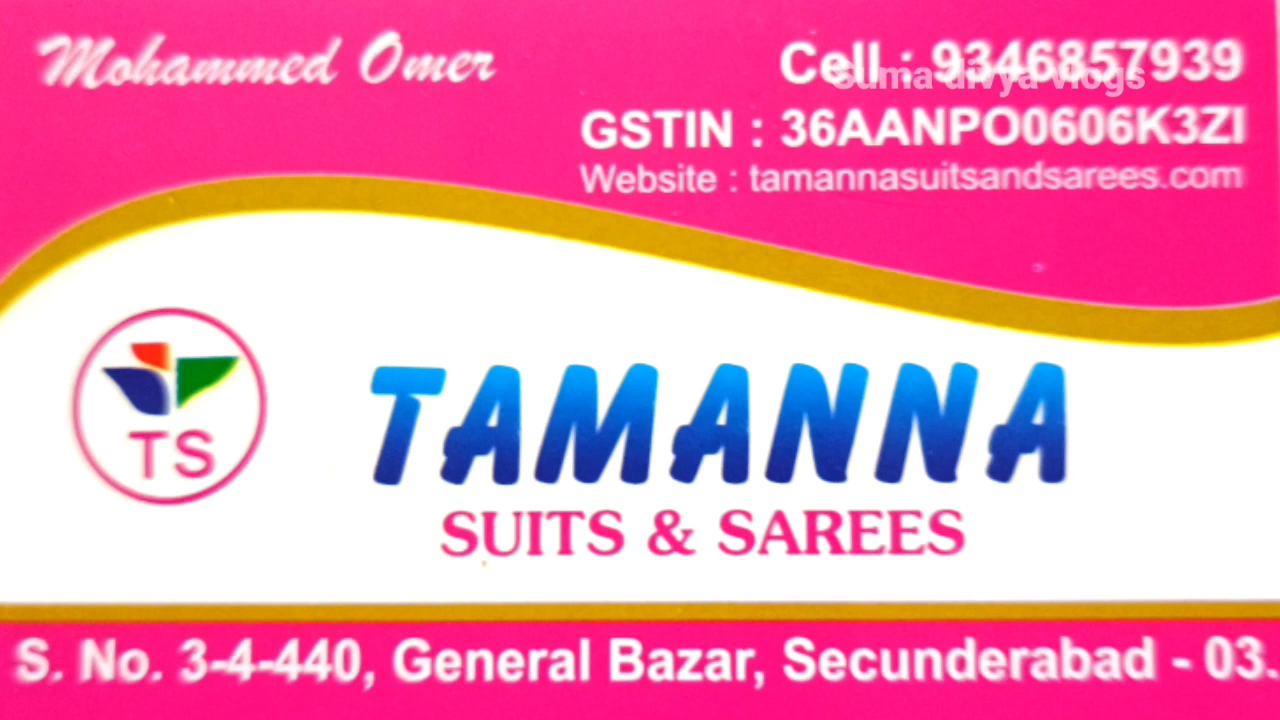 Mohammed Omer
Cell : 9346857939
Suma divya vlogs
GSTIN : 36AANPO0606K3ZI
Website : tamannasuitsandsarees.com
TS
TAMANNA
SUITS & SAREES
S. No. 3-4-440, General Bazar, Secunderabad - 03.